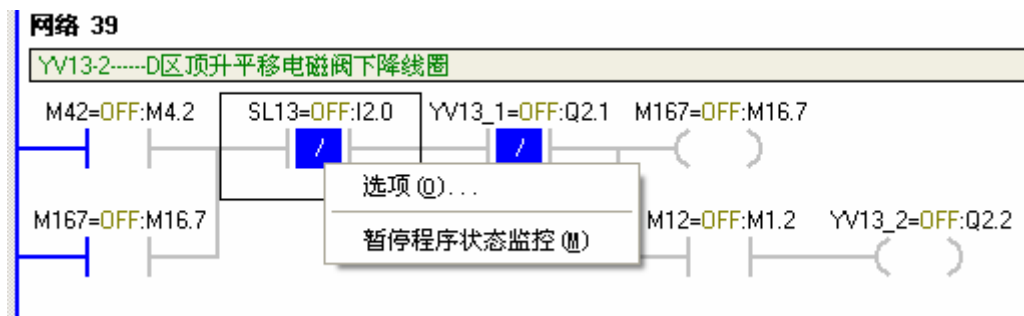 网络 39
YV13-2-----D区顶升平移电磁阀下降线圈
M42=OFF:M4.2 SL13=OFF:I2.0 YV13_1=OFF:Q2.1 M167=OFF:M16.7
/ /
选项(O)...
M167=OFF:M16.7 M12=OFF:M1.2 YV13_2=OFF:Q2.2
暂停程序状态监控(M)